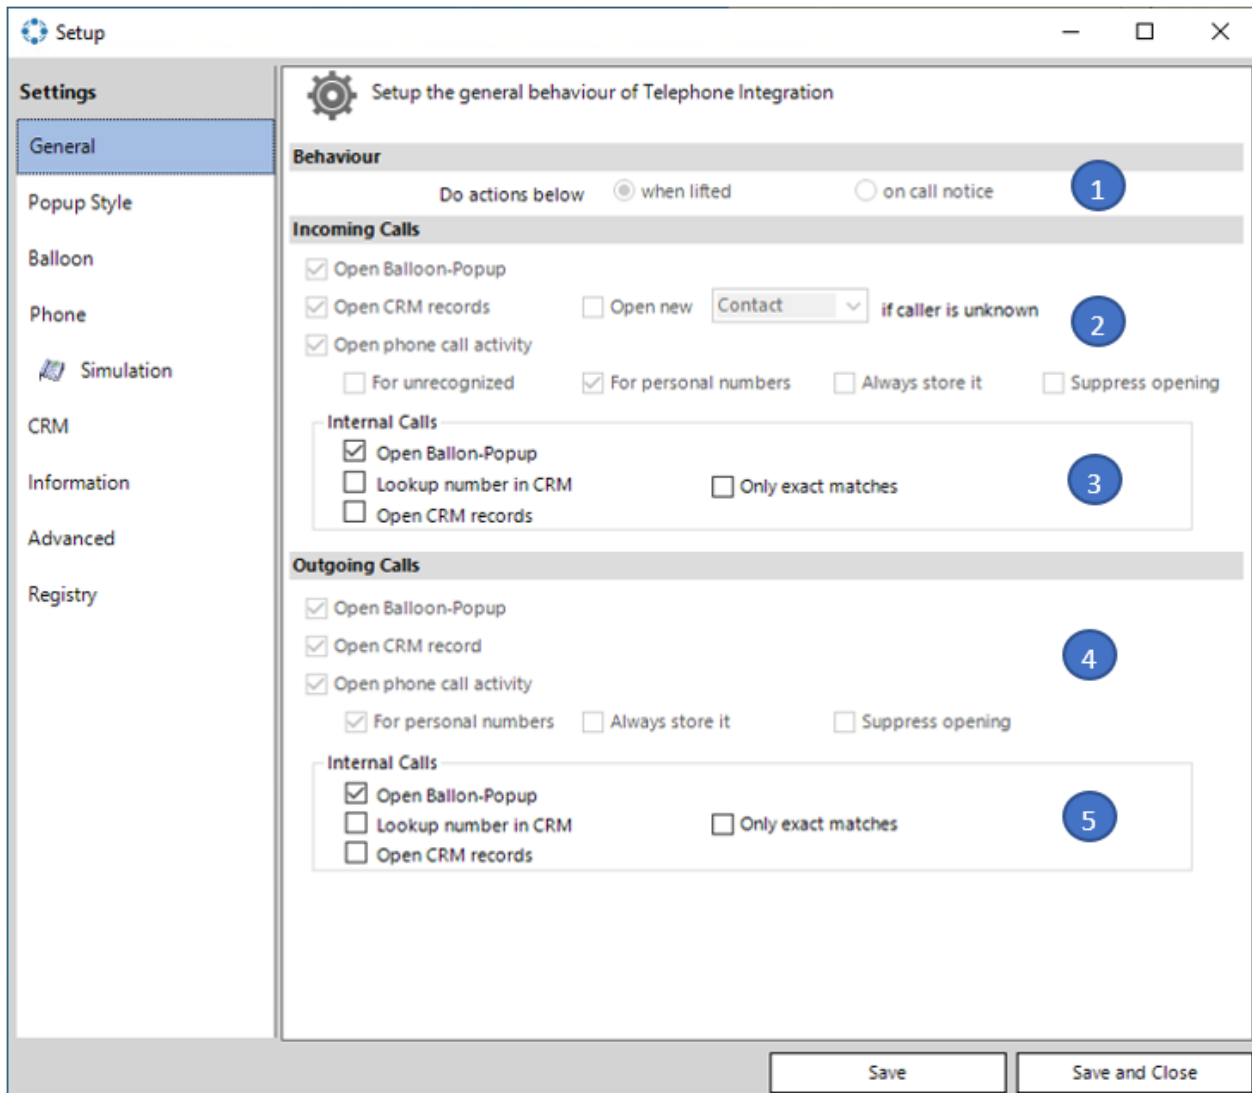 Setup
Settings
General
Popup Style
Balloon
Phone
Simulation
CRM
Information
Advanced
Registry
Setup the general behaviour of Telephone Integration
Behaviour
Do actions below when lifted on call notice 1
Incoming Calls
Open Balloon-Popup
Open CRM records Open new Contact if caller is unknown 2
Open phone call activity
For unrecognized For personal numbers Always store it Suppress opening
Internal Calls
Open Ballon-Popup
Lookup number in CRM Only exact matches 3
Open CRM records
Outgoing Calls
Open Balloon-Popup
Open CRM record 4
Open phone call activity
For personal numbers Always store it Suppress opening
Internal Calls
Open Ballon-Popup
Lookup number in CRM Only exact matches 5
Open CRM records
Save Save and Close